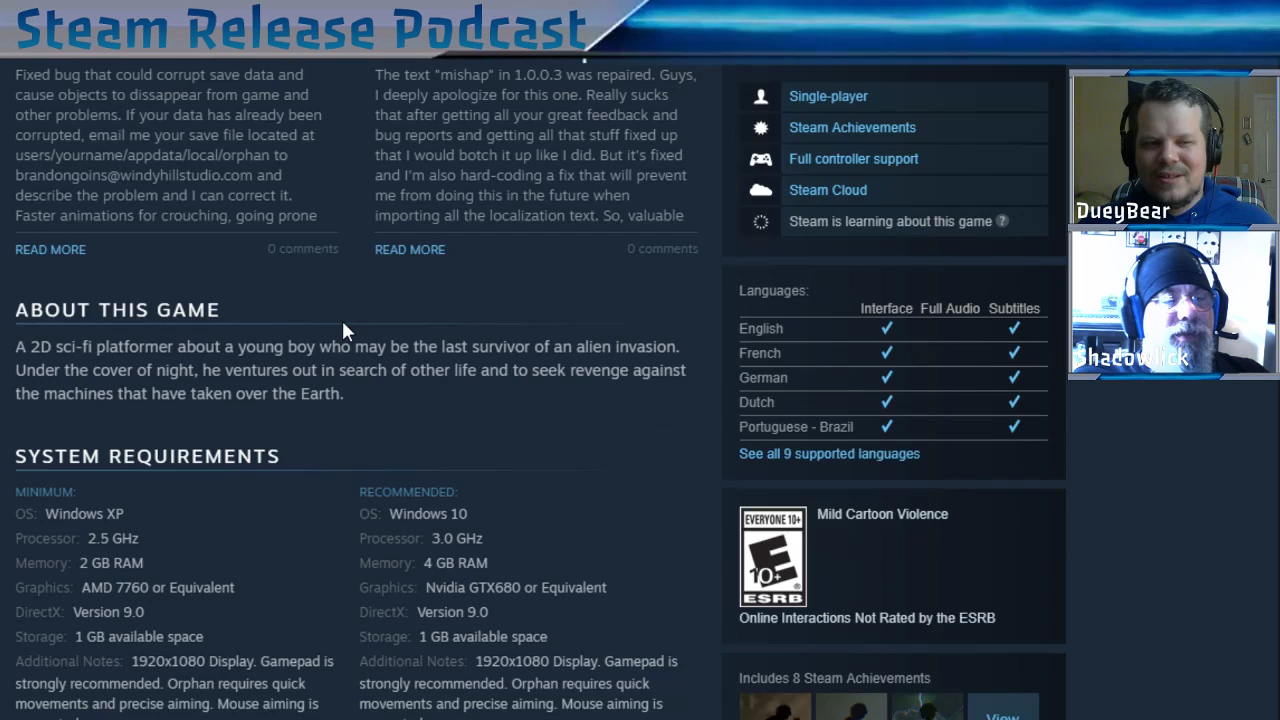 Steam Release Podcast
Fixed bug that could corrupt save data and
cause objects to dissappear from game and
other problems. If your data has already been
corrupted, email me your save file located at
users/yourname/appdata/local/orphan to
brandongoins@windyhillstudio.com and
describe the problem and I can correct it.
Faster animations for crouching, going prone
READ MORE
0 comments
The text "mishap" in 1.0.0.3 was repaired. Guys,
I deeply apologize for this one. Really sucks
that after getting all your great feedback and
bug reports and getting all that stuff fixed up
that I would botch it up like I did. But it's fixed
and I'm also hard-coding a fix that will prevent
me from doing this in the future when
importing all the localization text. So, valuable
READ MORE
0 comments
ABOUT THIS GAME
A 2D sci-fi platformer about a young boy who may be the last survivor of an alien invasion.
Under the cover of night, he ventures out in search of other life and to seek revenge against
the machines that have taken over the Earth.
SYSTEM REQUIREMENTS
MINIMUM:
OS: Windows XP
Processor: 2.5 GHz
Memory: 2 GB RAM
Graphics: AMD 7760 or Equivalent
DirectX: Version 9.0
Storage: 1 GB available space
Additional Notes: 1920x1080 Display. Gamepad is
strongly recommended. Orphan requires quick
movements and precise aiming. Mouse aiming is
RECOMMENDED:
OS: Windows 10
Processor: 3.0 GHz
Memory: 4 GB RAM
Graphics: Nvidia GTX680 or Equivalent
DirectX: Version 9.0
Storage: 1 GB available space
Additional Notes: 1920x1080 Display. Gamepad is
strongly recommended. Orphan requires quick
movements and precise aiming. Mouse aiming is
Single-player
Steam Achievements
Full controller support
Steam Cloud
Steam is learning about this game ?
Languages:
Interface Full Audio Subtitles
English
French
German
Dutch
Portuguese - Brazil
See all 9 supported languages
EVERYONE 10+
E
10+
ESRB
Mild Cartoon Violence
Online Interactions Not Rated by the ESRB
Includes 8 Steam Achievements
View
DueyBear
Shadowlick